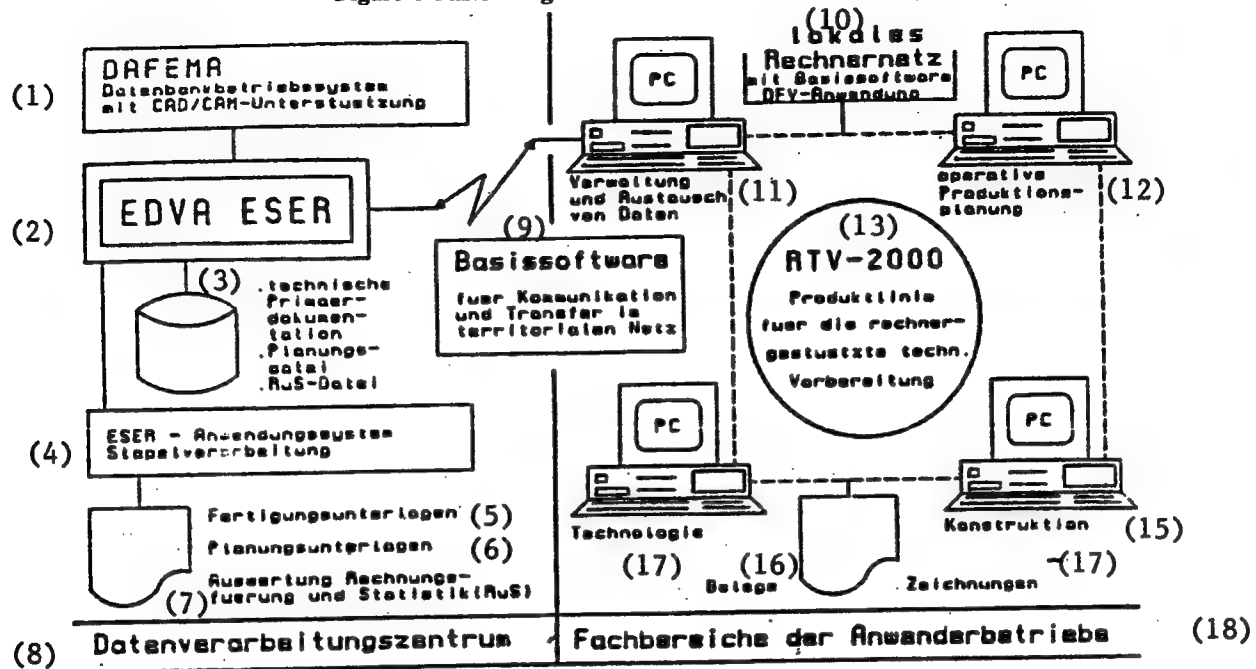 (10)
lokales
Rechnernetz
mit Basissoftware
DFV-Anwendung
(1)
DAFEMA
Datenbankbetriebssystem
mit CAD/CAM-Unterstuetzung
PC
PC
(2)
EDVA ESER
Verwaltung
und Austausch
von Daten
(11)
operative
Produktions-
planung
(12)
(3)
.technische
Primaer-
dokumen-
tation
.Planungs-
datei
.RuS-Datei
(9)
Basissoftware
fuer Kommunikation
und Transfer im
territorialen Netz
(13)
RTV-2000
Produktlinie
fuer die rechner-
gestuetzte techn.
Vorbereitung
(4)
ESER - Anwendungssystem
Stapelverarbeitung
PC
PC
Fertigungsunterlagen (5)
Planungsunterlagen (6)
(7)
Auswertung Rechnungs-
fuerung und Statistik(RuS)
Technologie
(17)
Konstruktion (15)
(16)
Belege
Zeichnungen
(17)
(8)
Datenverarbeitungszentrum
Fachbereiche der Anwenderbetriebe
(18)